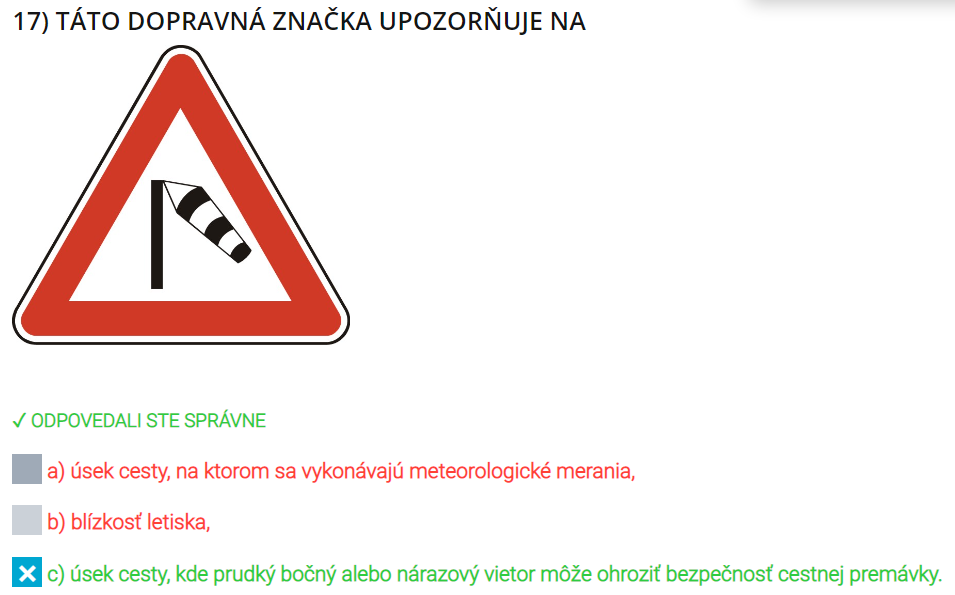 17) TÁTO DOPRAVNÁ ZNAČKA UPOZORŇUJE NA
✓ ODPOVEDALI STE SPRÁVNE
a) úsek cesty, na ktorom sa vykonávajú meteorologické merania,
b) blízkosť letiska,
c) úsek cesty, kde prudký bočný alebo nárazový vietor môže ohroziť bezpečnosť cestnej premávky.